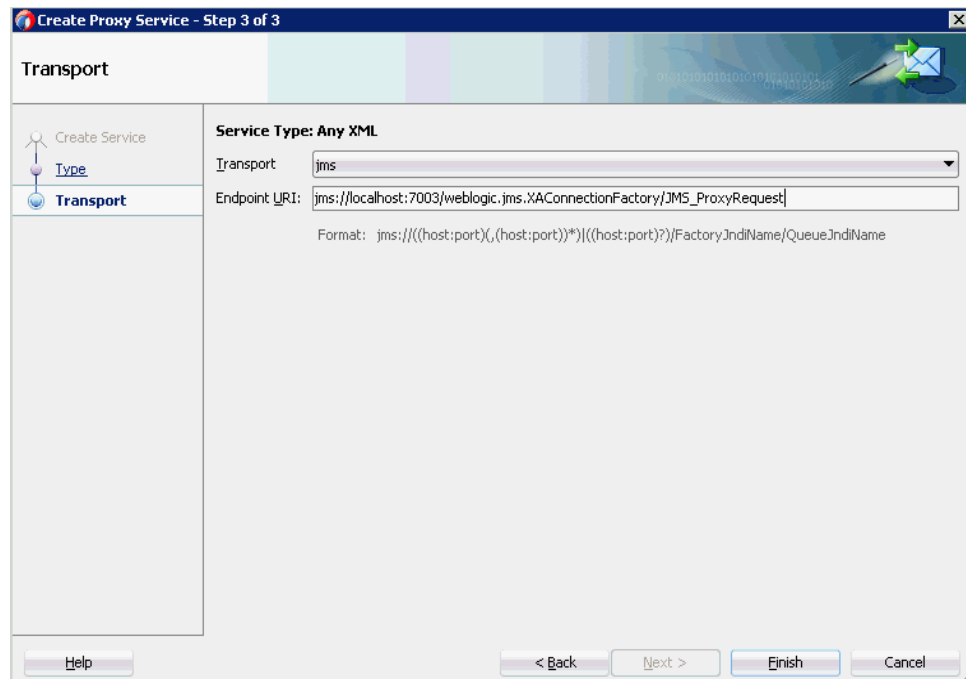 Create Proxy Service - Step 3 of 3
Transport
Create Service
Type
Transport
Service Type: Any XML
Transport
jms
Endpoint URI:
jms://localhost:7003/weblogic.jms.XAConnectionFactory/JMS_ProxyRequest
Format: jms://((host:port)(,(host:port))*)|((host:port)?)/FactoryJndiName/QueueJndiName
Help
< Back
Next >
Finish
Cancel